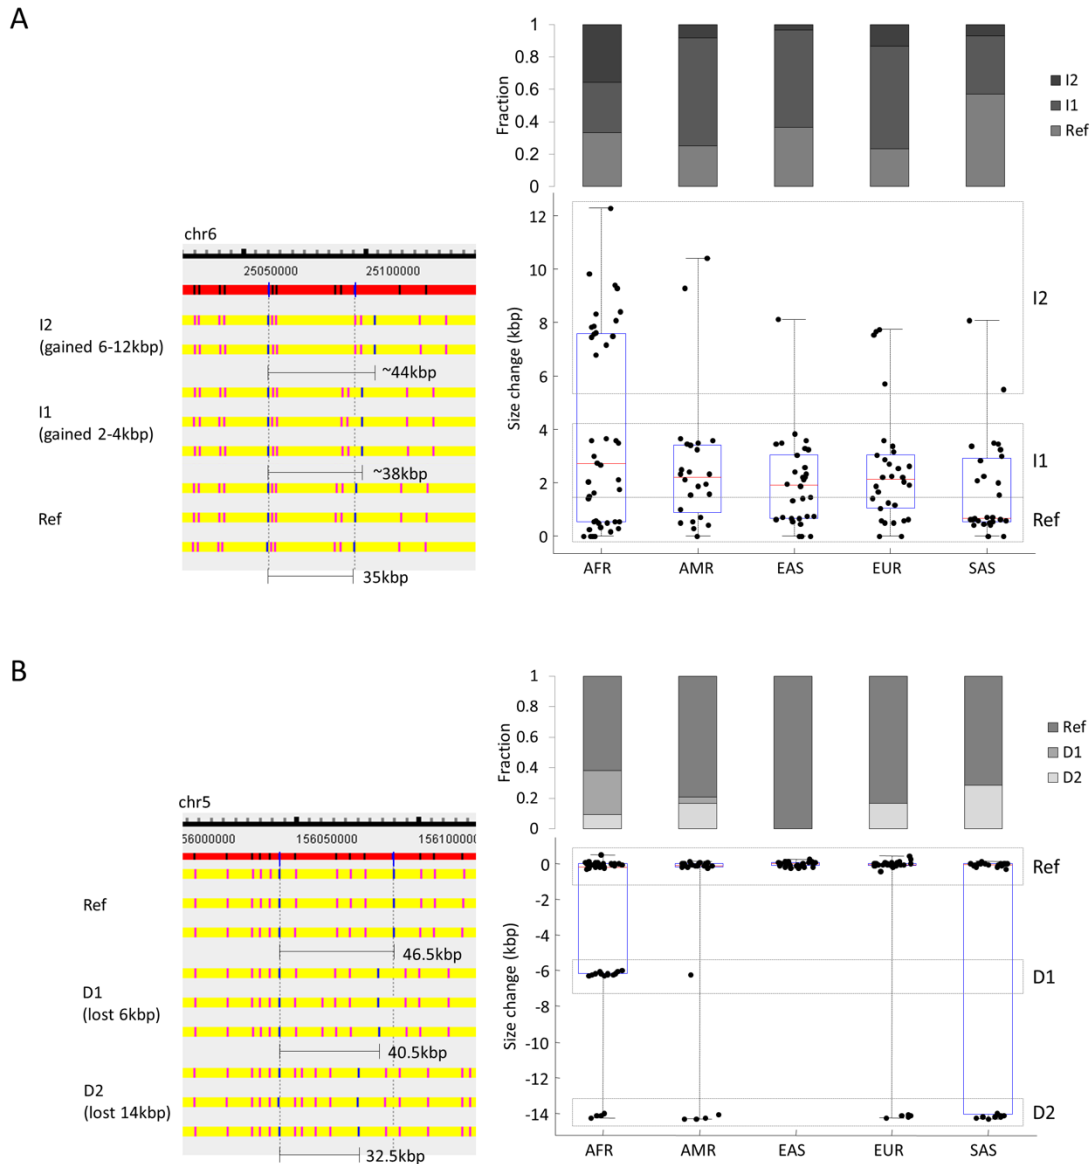 A
1
0.8
0.6
0.4
0.2
0
Fraction
I2
I1
Ref
chr6
25050000 25100000
I2
(gained 6-12kbp)
~44kbp
I1
(gained 2-4kbp)
~38kbp
Ref
35kbp
12
10
8
6
4
2
0
Size change (kbp)
I2
I1
Ref
AFR AMR EAS EUR SAS
B
1
0.8
0.6
0.4
0.2
0
Fraction
Ref
D1
D2
chr5
56000000 156050000 156100000
Ref
46.5kbp
D1
(lost 6kbp)
40.5kbp
D2
(lost 14kbp)
32.5kbp
0
-2
-4
-6
-8
-10
-12
-14
Size change (kbp)
Ref
D1
D2
AFR AMR EAS EUR SAS